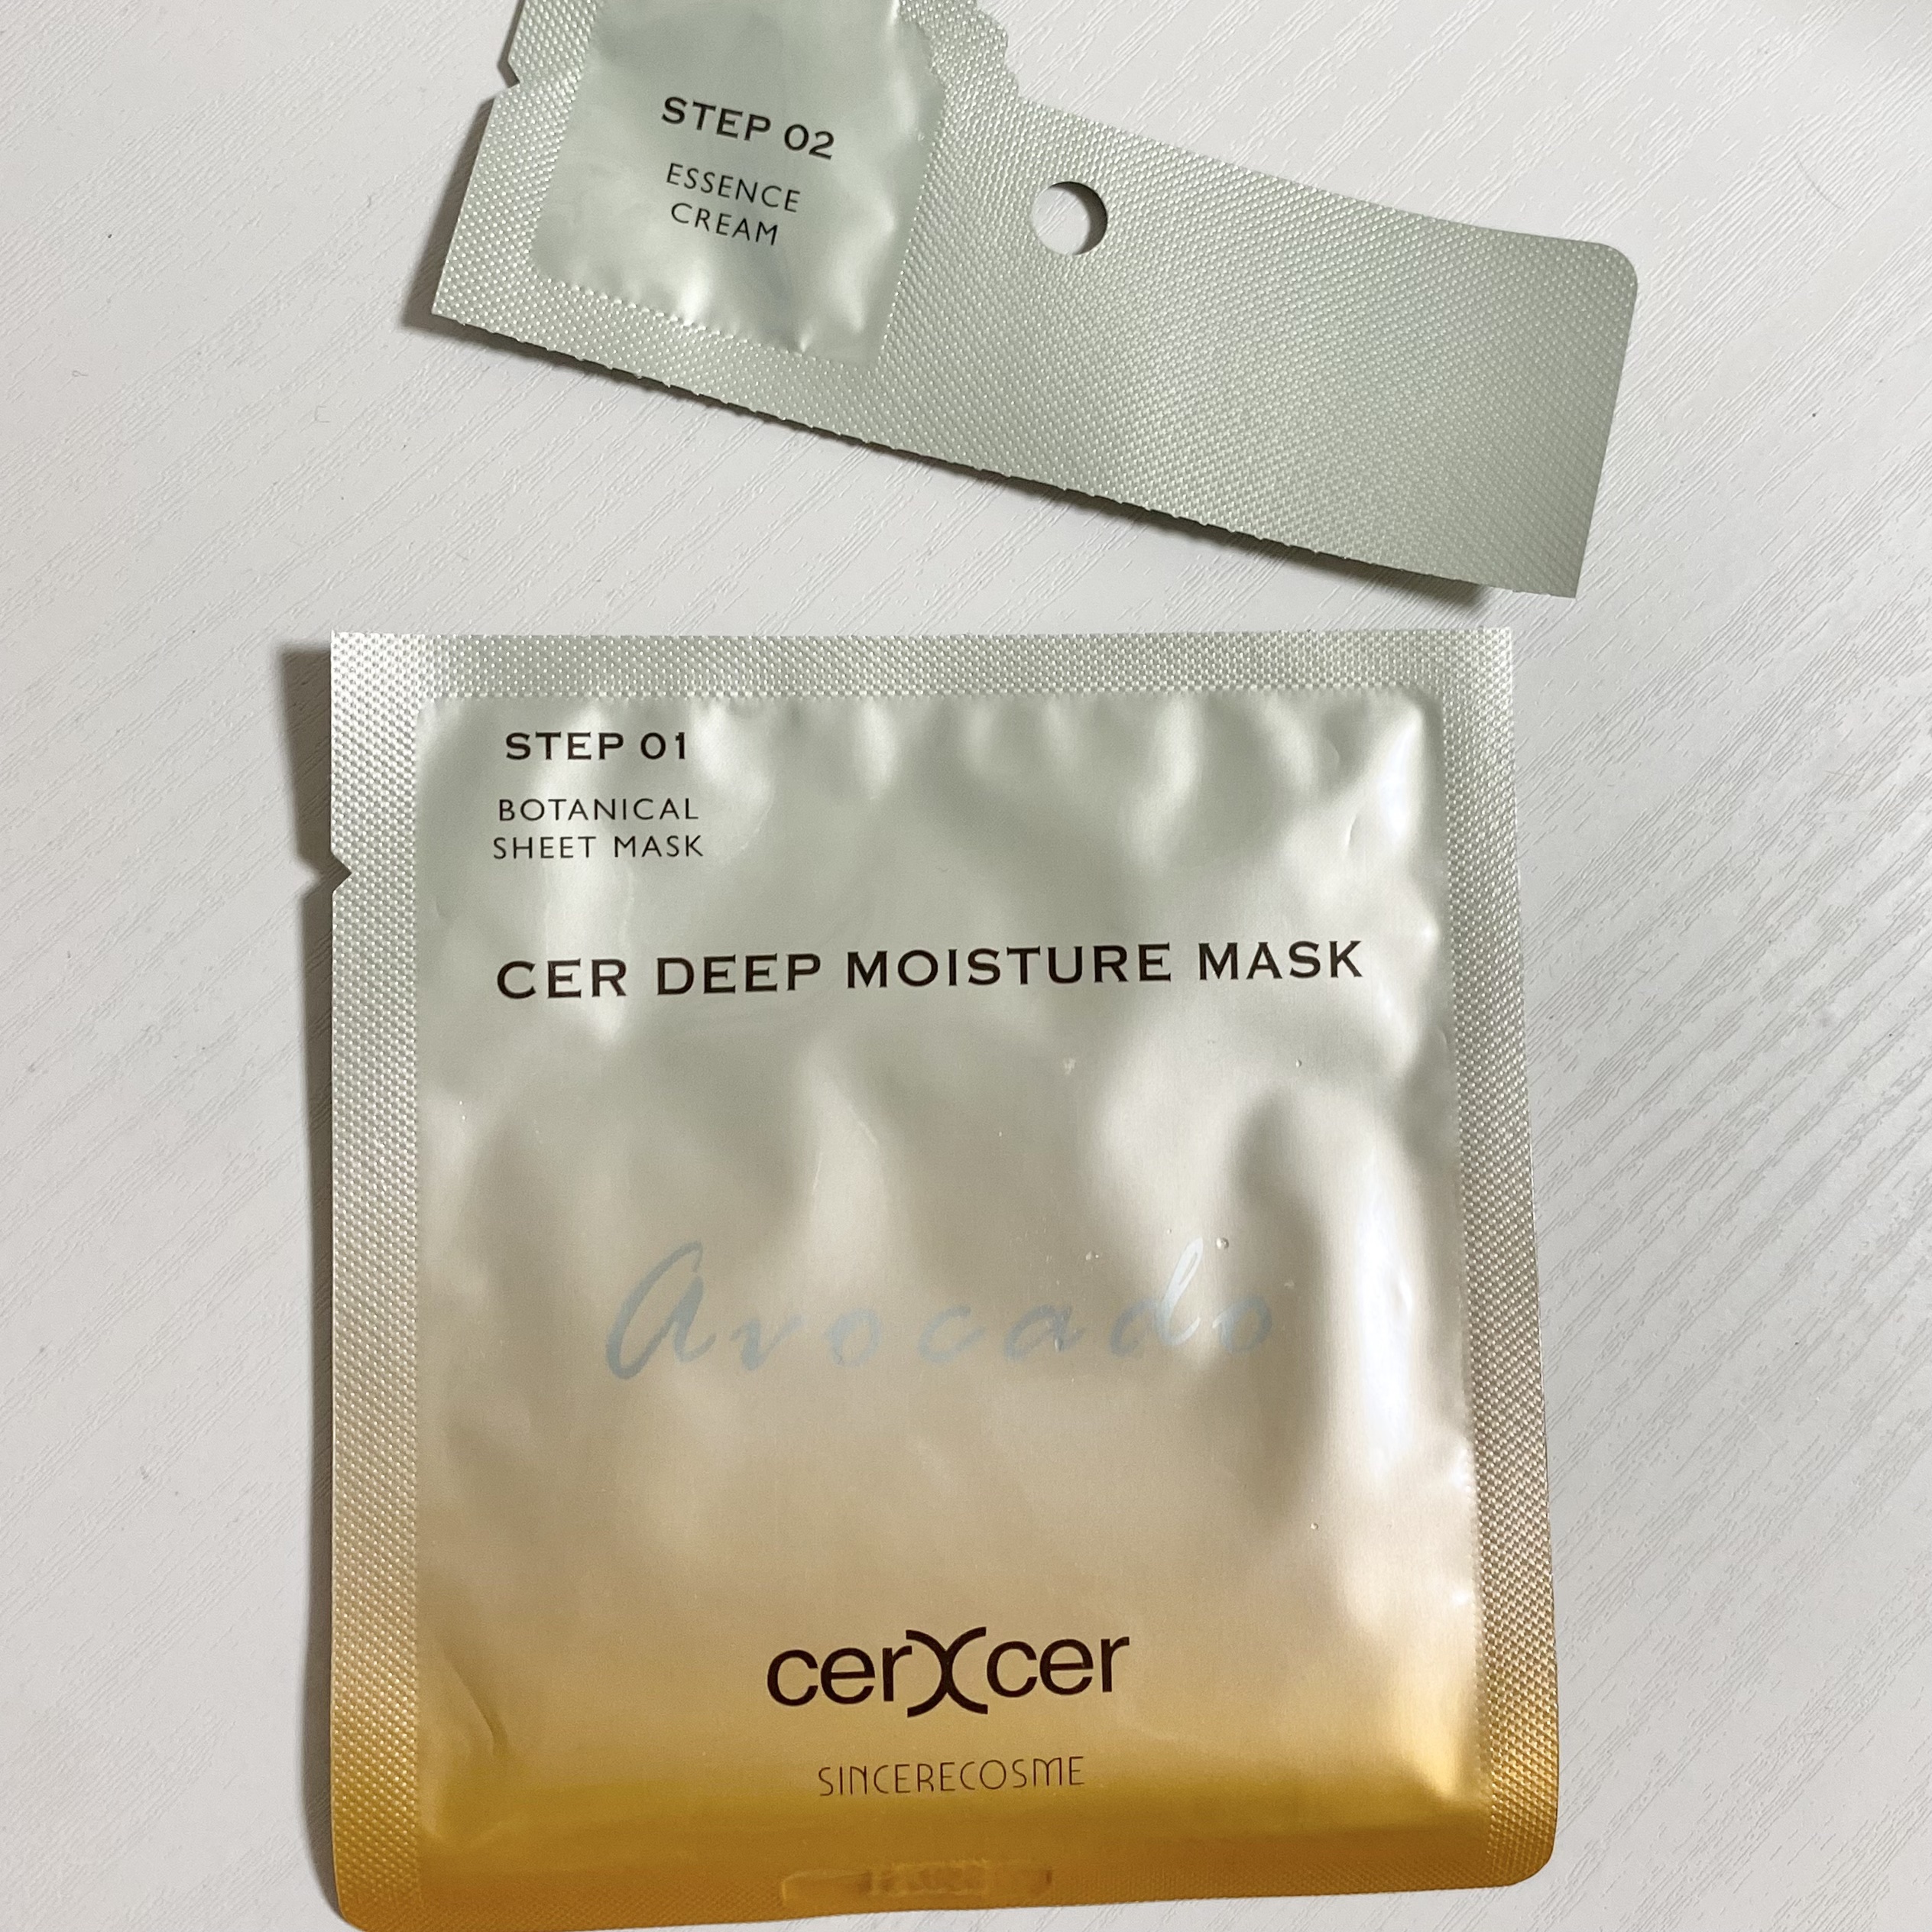 STEP 02
ESSENCE
CREAM
STEP 01
BOTANICAL
SHEET MASK
CER DEEP MOISTURE MASK
Avocado
cerXcer
SINCERECOSME